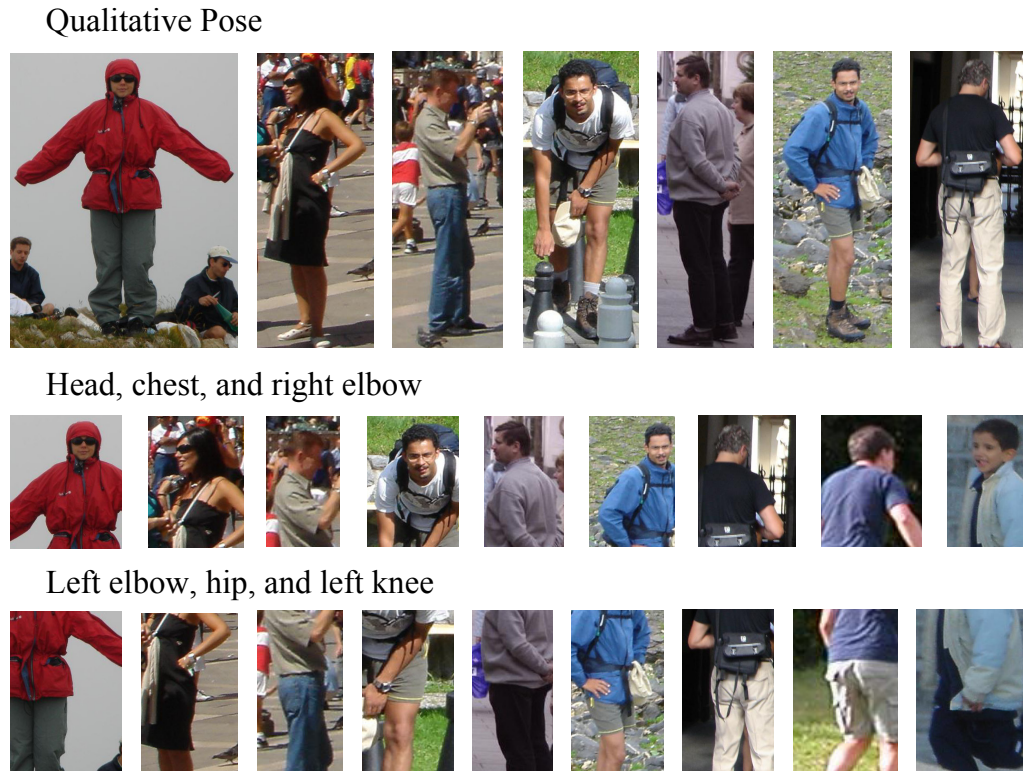 Qualitative Pose
Head, chest, and right elbow
Left elbow, hip, and left knee